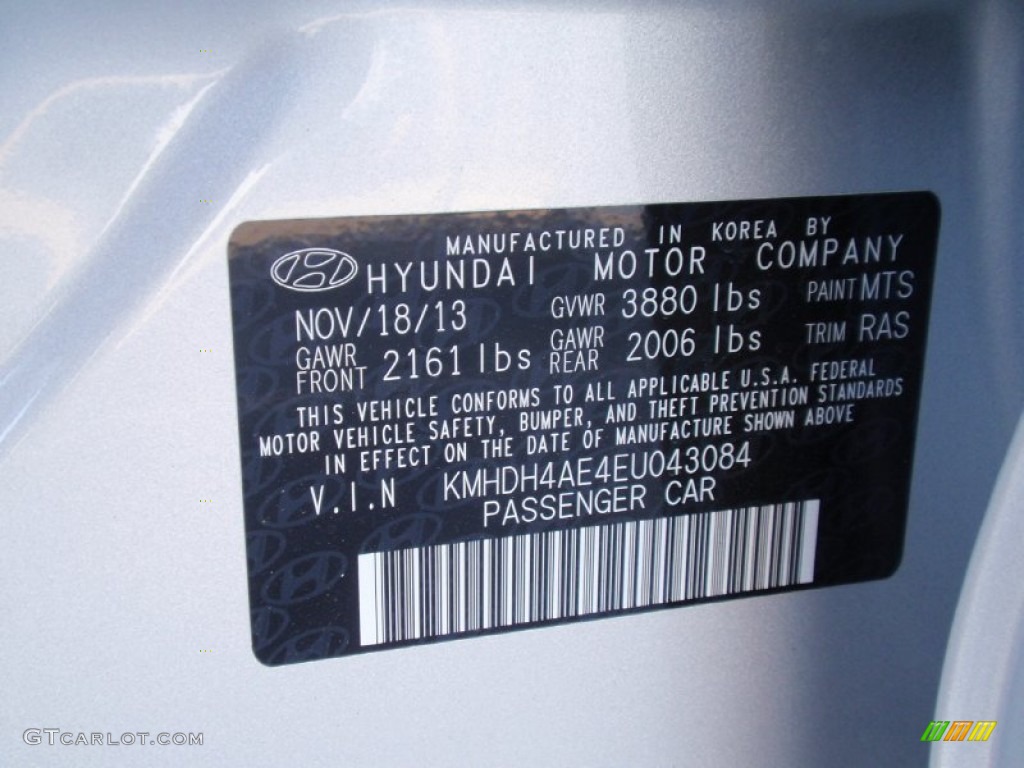 MANUFACTURED IN KOREA BY
HYUNDAI MOTOR COMPANY
NOV/18/13 GVWR 3880 lbs PAINT MTS
GAWR FRONT 2161 lbs GAWR REAR 2006 lbs TRIM RAS
THIS VEHICLE CONFORMS TO ALL APPLICABLE U.S.A. FEDERAL
MOTOR VEHICLE SAFETY, BUMPER, AND THEFT PREVENTION STANDARDS
IN EFFECT ON THE DATE OF MANUFACTURE SHOWN ABOVE
V.I.N KMHDH4AE4EU043084
PASSENGER CAR
GTCARLOT.COM